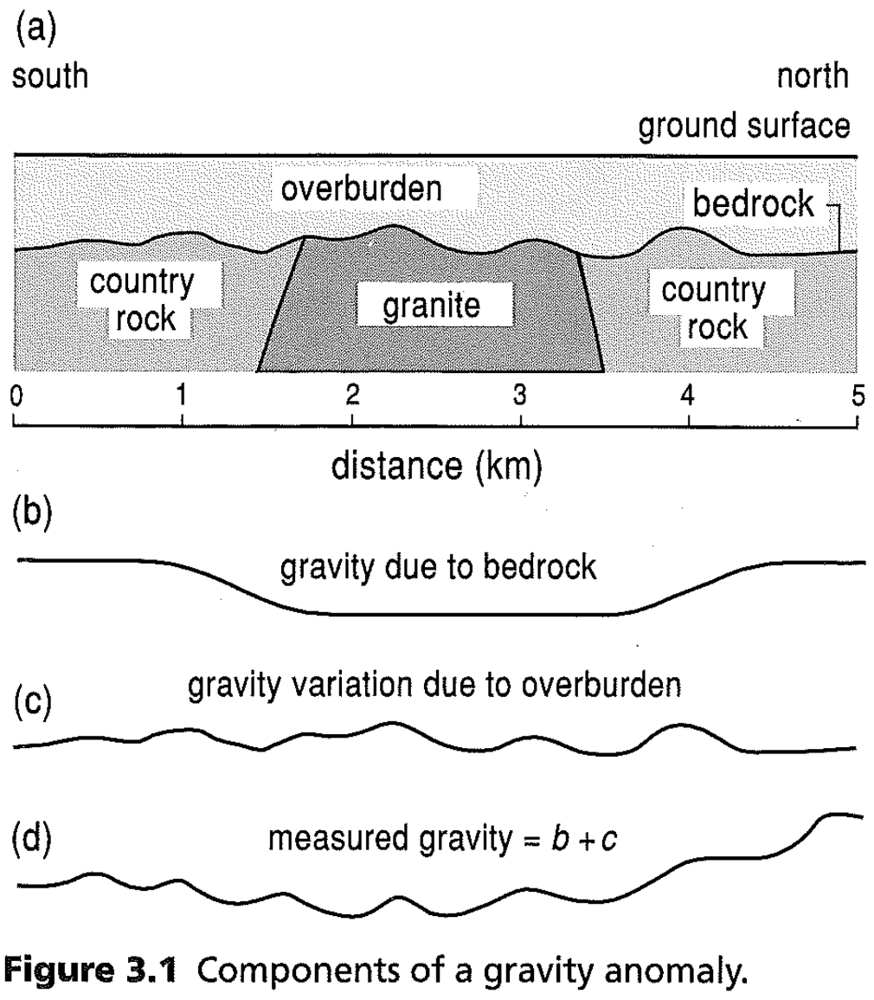 (a)
south
north
ground surface
overburden
bedrock
country
rock
granite
country
rock
0 1 2 3 4 5
distance (km)
(b)
gravity due to bedrock
gravity variation due to overburden
(c)
(d)
measured gravity = b + c
Figure 3.1 Components of a gravity anomaly.